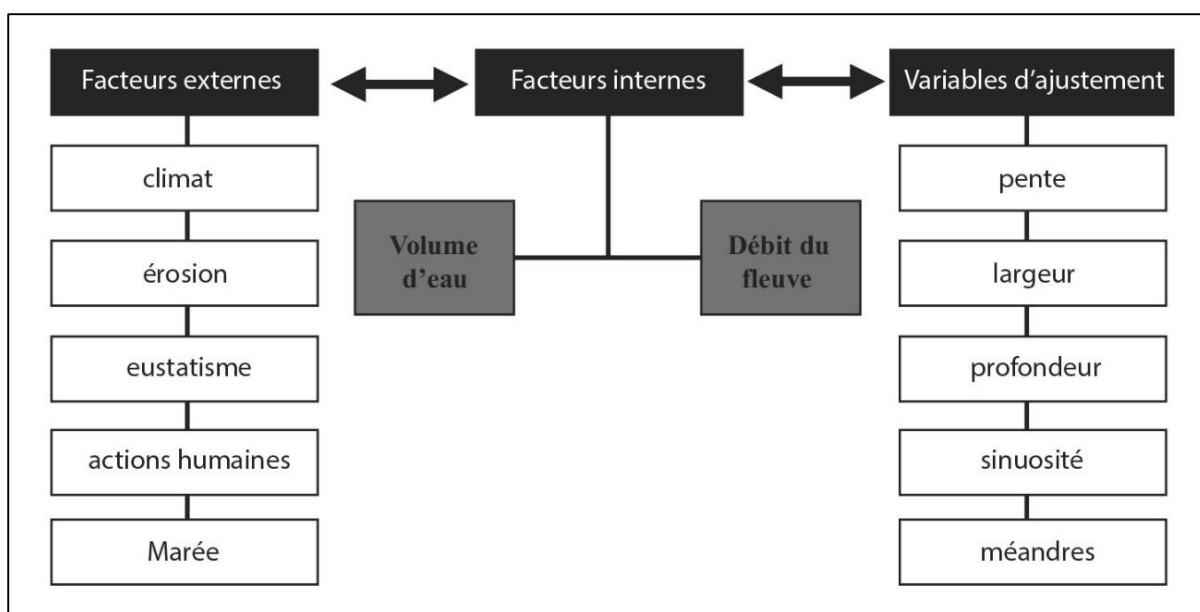 Facteurs externes
Facteurs internes
Variables d'ajustement
climat
érosion
eustatisme
actions humaines
Marée
Volume
d'eau
Débit du
fleuve
pente
largeur
profondeur
sinuosité
méandres